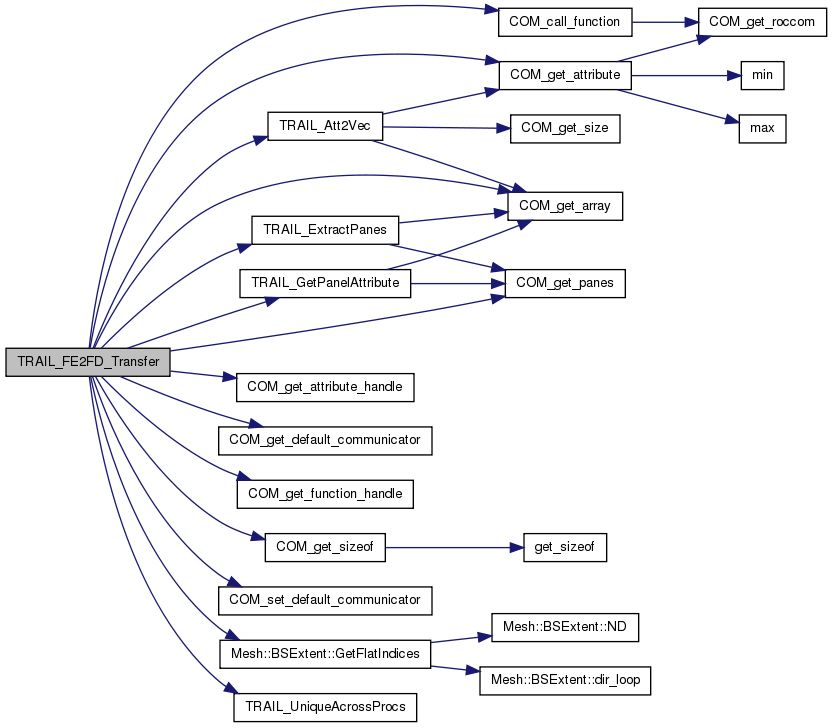 COM_call_function
COM_get_roccom
COM_get_attribute
min
TRAIL_Att2Vec
COM_get_size
max
COM_get_array
TRAIL_ExtractPanes
TRAIL_GetPanelAttribute
COM_get_panes
TRAIL_FE2FD_Transfer
COM_get_attribute_handle
COM_get_default_communicator
COM_get_function_handle
COM_get_sizeof
get_sizeof
COM_set_default_communicator
Mesh::BSExtent::ND
Mesh::BSExtent::GetFlatIndices
Mesh::BSExtent::dir_loop
TRAIL_UniqueAcrossProcs